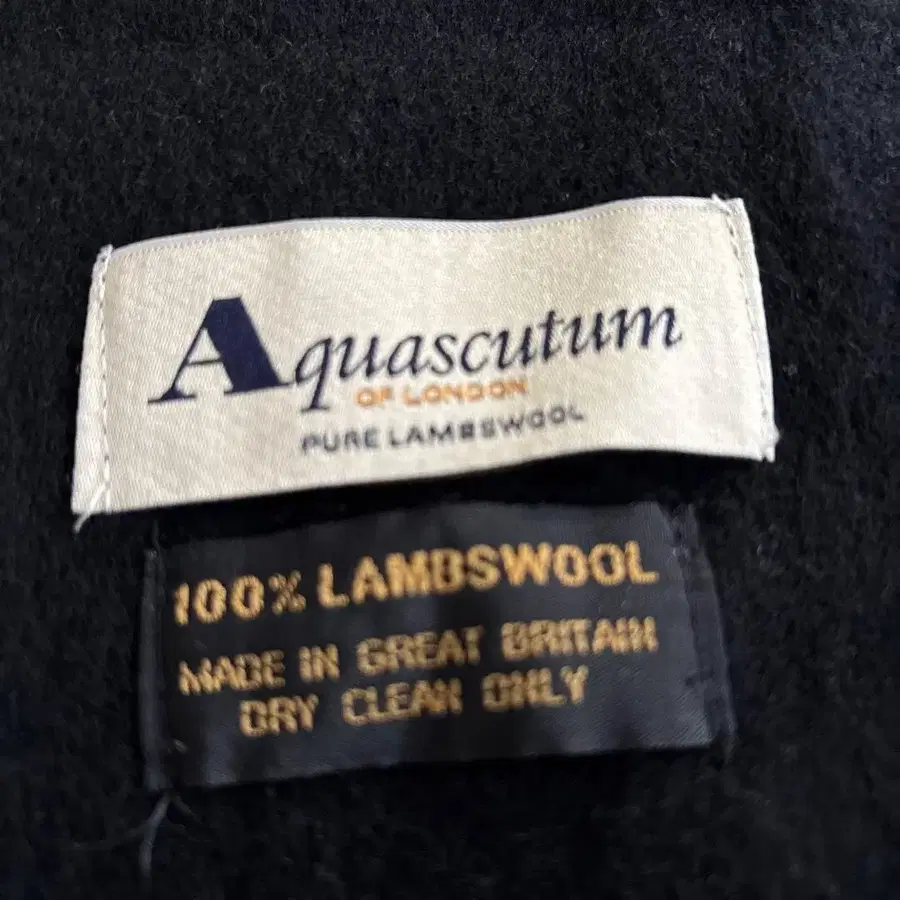 Aquascutum
OF LONDON
PURE LAMBSWOOL
100% LAMBSWOOL
MADE IN GREAT BRITAIN
DRY CLEAN ONLY